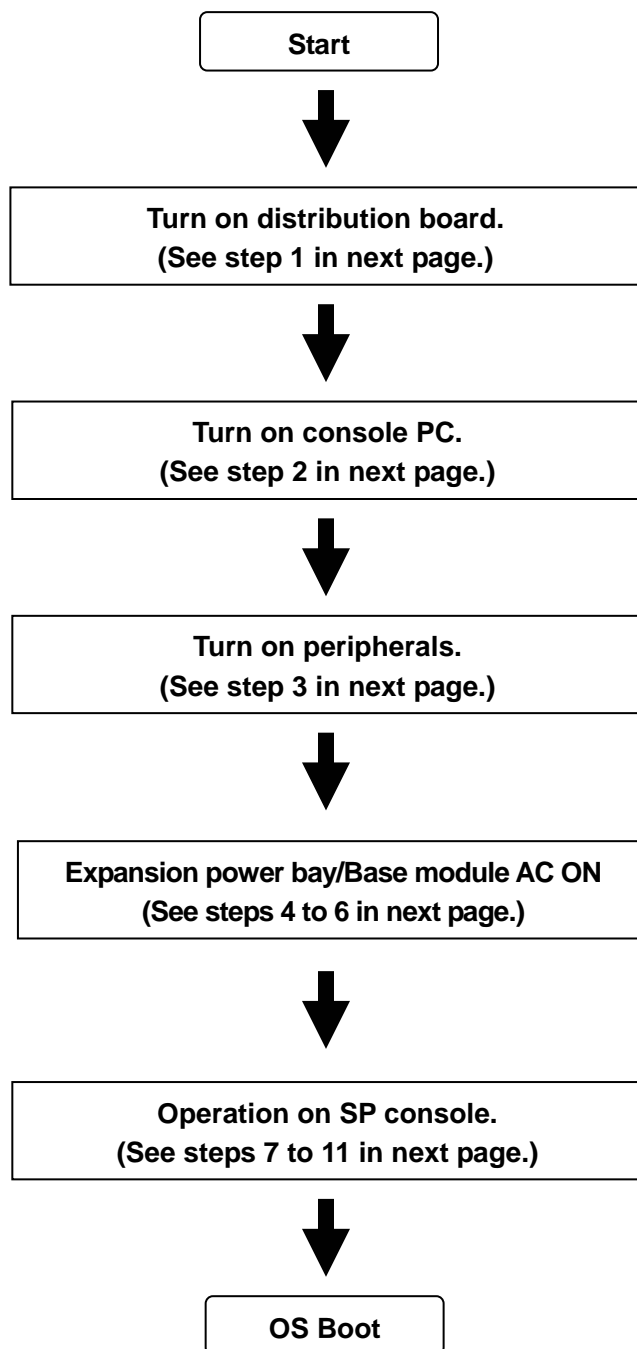 Start
Turn on distribution board.
(See step 1 in next page.)
Turn on console PC.
(See step 2 in next page.)
Turn on peripherals.
(See step 3 in next page.)
Expansion power bay/Base module AC ON
(See steps 4 to 6 in next page.)
Operation on SP console.
(See steps 7 to 11 in next page.)
OS Boot